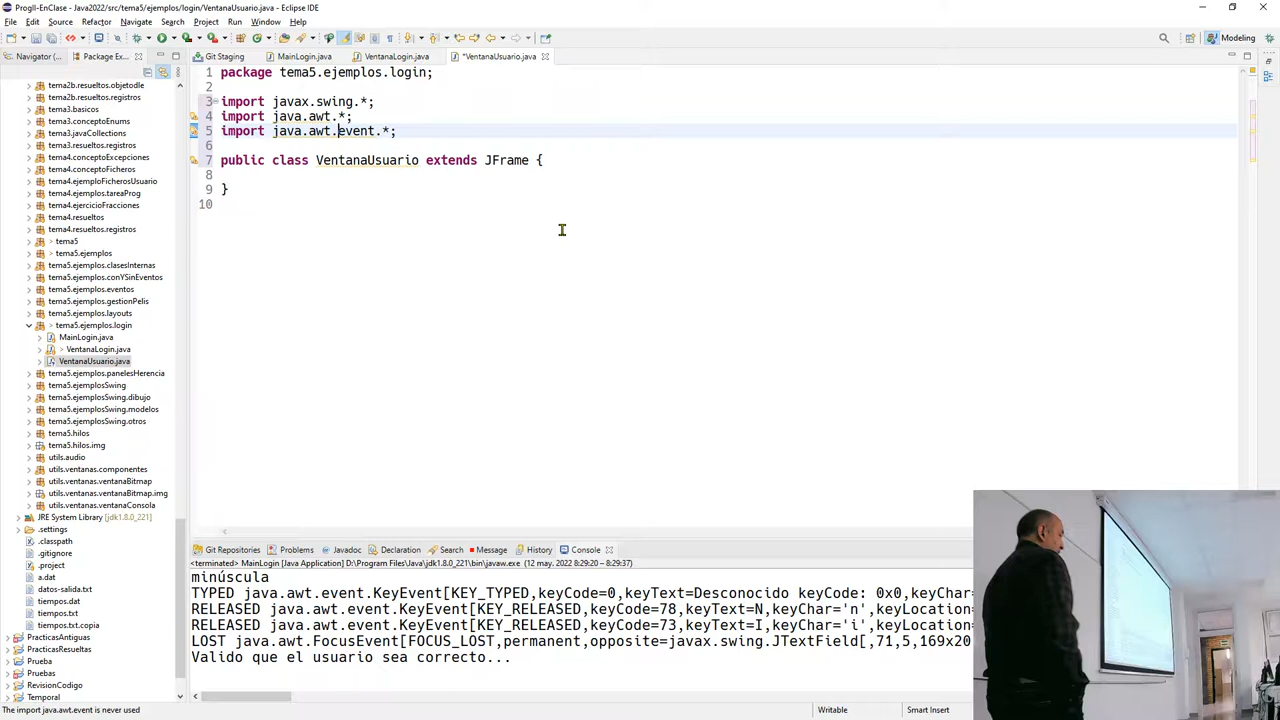 ProgII-EnClase - Java2022/src/tema5/ejemplos/login/VentanaUsuario.java - Eclipse IDE
File Edit Source Refactor Navigate Search Project Run Window Help
Modeling
Navigator (... Package Ex...
Git Staging MainLogin.java VentanaLogin.java *VentanaUsuario.java
tema2b.resueltos.objetodle
tema2b.resueltos.registros
tema3.basicos
tema3.conceptoEnums
tema3.javaCollections
tema3.resueltos.registros
tema4.conceptoExcepciones
tema4.conceptoFicheros
tema4.ejemploFicherosUsuario
tema4.ejemplos.tareaProg
tema4.ejercicioFracciones
tema4.resueltos
tema4.resueltos.registros
> tema5
> tema5.ejemplos
tema5.ejemplos.clasesInternas
tema5.ejemplos.conYSinEventos
tema5.ejemplos.eventos
tema5.ejemplos.gestionPelis
tema5.ejemplos.layouts
> tema5.ejemplos.login
MainLogin.java
> VentanaLogin.java
VentanaUsuario.java
tema5.ejemplos.panelesHerencia
tema5.ejemplosSwing
tema5.ejemplosSwing.dibujo
tema5.ejemplosSwing.modelos
tema5.ejemplosSwing.otros
tema5.hilos
tema5.hilos.img
utils.audio
utils.ventanas.componentes
utils.ventanas.ventanaBitmap
utils.ventanas.ventanaBitmap.img
utils.ventanas.ventanaConsola
JRE System Library [jdk1.8.0_221]
.settings
.classpath
.gitignore
.project
a.dat
datos-salida.txt
tiempos.dat
tiempos.txt
tiempos.txt.copia
PracticasAntiguas
PracticasResueltas
Prueba
Pruebas
RevisionCodigo
Temporal
1 package tema5.ejemplos.login;
2
3 import javax.swing.*;
4 import java.awt.*;
5 import java.awt.event.*;
6
7 public class VentanaUsuario extends JFrame {
8
9 }
10
Git Repositories Problems Javadoc Declaration Search Message History Console
<terminated> MainLogin [Java Application] D:\Program Files\Java\jdk1.8.0_221\bin\javaw.exe (12 may. 2022 8:29:20 – 8:29:37)
minúscula
TYPED java.awt.event.KeyEvent[KEY_TYPED,keyCode=0,keyText=Desconocido keyCode: 0x0,keyChar=
RELEASED java.awt.event.KeyEvent[KEY_RELEASED,keyCode=78,keyText=N,keyChar='n',keyLocation=
RELEASED java.awt.event.KeyEvent[KEY_RELEASED,keyCode=73,keyText=I,keyChar='i',keyLocation=
LOST java.awt.FocusEvent[FOCUS_LOST,permanent,opposite=javax.swing.JTextField[,71,5,169x20
Valido que el usuario sea correcto...
The import java.awt.event is never used
Writable
Smart Insert